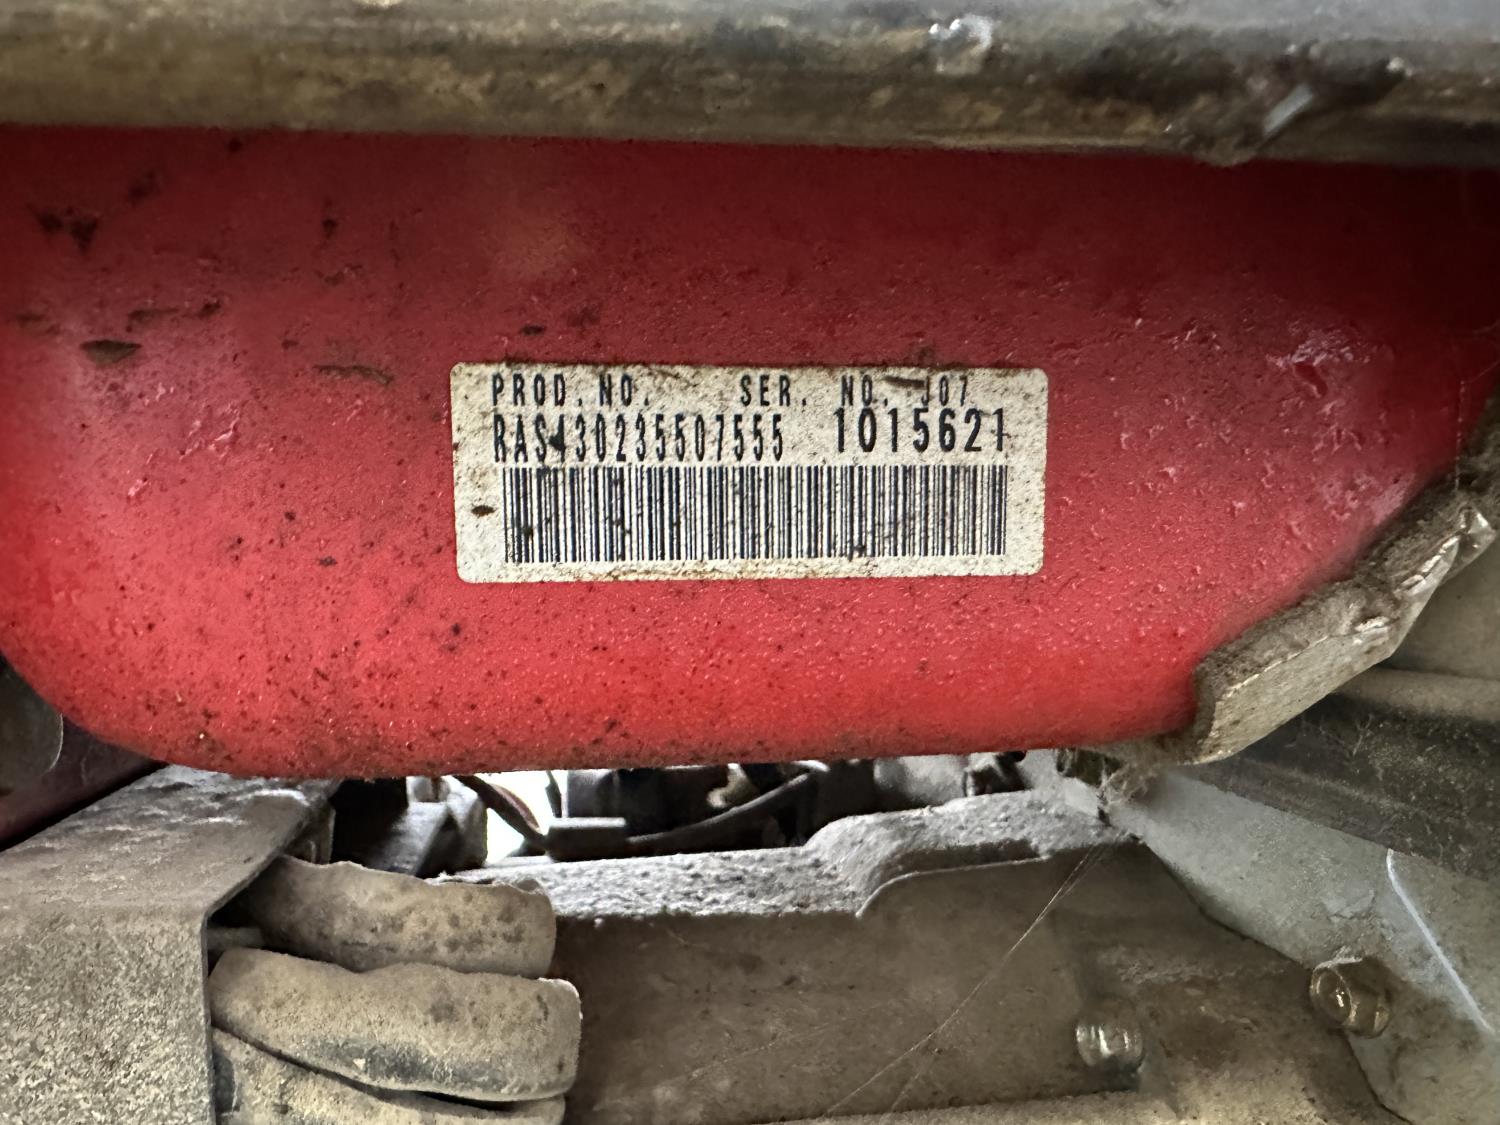 PROD. NO. SER. NO. J07
RAS430235507555 1015621